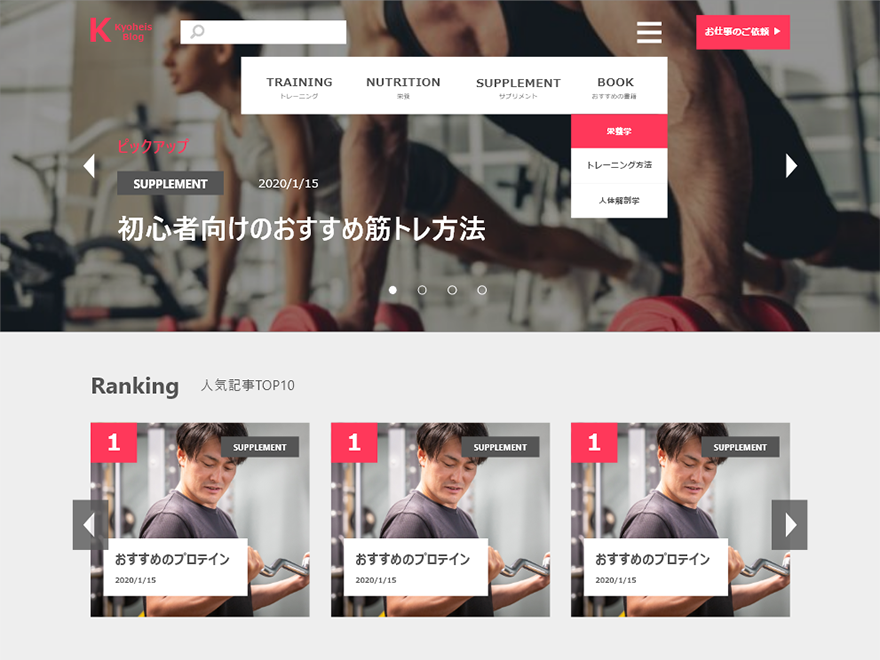 K
Kyoheis
Blog
お仕事のご依頼
TRAINING
トレーニング
NUTRITION
栄養
SUPPLEMENT
サプリメント
BOOK
おすすめの書籍
栄養学
トレーニング方法
人体解剖学
ピックアップ
SUPPLEMENT
2020/1/15
初心者向けのおすすめ筋トレ方法
Ranking
人気記事TOP10
1
SUPPLEMENT
おすすめのプロテイン
2020/1/15
1
SUPPLEMENT
おすすめのプロテイン
2020/1/15
1
SUPPLEMENT
おすすめのプロテイン
2020/1/15